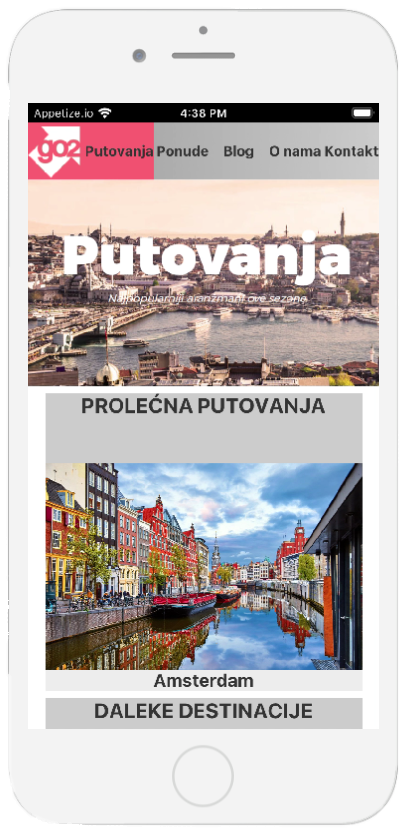 Appetize.io 4:38 PM
go2 Putovanja Ponude Blog O nama Kontakt
Putovanja
Najpopularniji aranžmani ove sezone
PROLEĆNA PUTOVANJA
Amsterdam
DALEKE DESTINACIJE